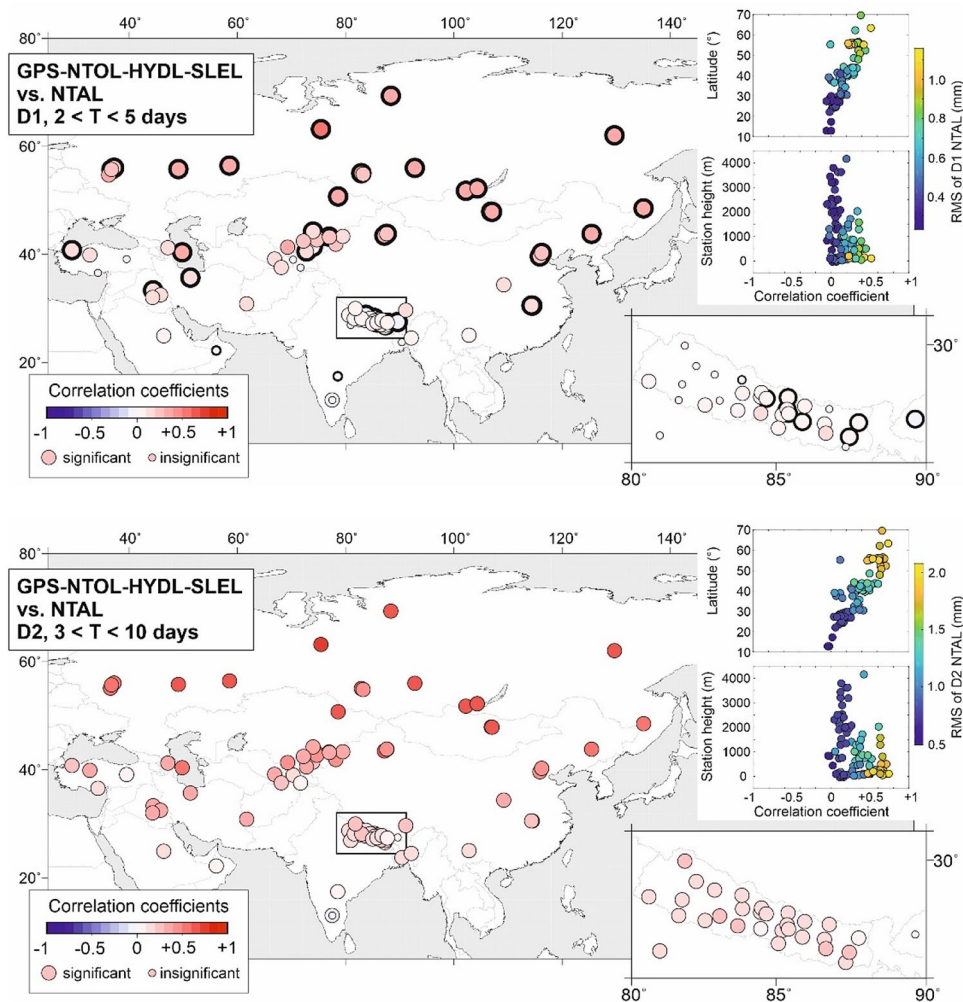 40° 60° 80° 100° 120° 140°
80°
60°
40°
20°
GPS-NTOL-HYDL-SLEL
vs. NTAL
D1, 2 < T < 5 days
Correlation coefficients
-1 -0.5 0 +0.5 +1
significant insignificant
70
60
50
40
30
20
10
Latitude (°)
4000
3000
2000
1000
0
Station height (m)
-1 -0.5 0 +0.5 +1
Correlation coefficient
1.0
0.8
0.6
0.4
RMS of D1 NTAL (mm)
30°
80° 85° 90°
40° 60° 80° 100° 120° 140°
80°
60°
40°
20°
GPS-NTOL-HYDL-SLEL
vs. NTAL
D2, 3 < T < 10 days
Correlation coefficients
-1 -0.5 0 +0.5 +1
significant insignificant
70
60
50
40
30
20
10
Latitude (°)
4000
3000
2000
1000
0
Station height (m)
-1 -0.5 0 +0.5 +1
Correlation coefficient
2.0
1.5
1.0
0.5
RMS of D2 NTAL (mm)
30°
80° 85° 90°